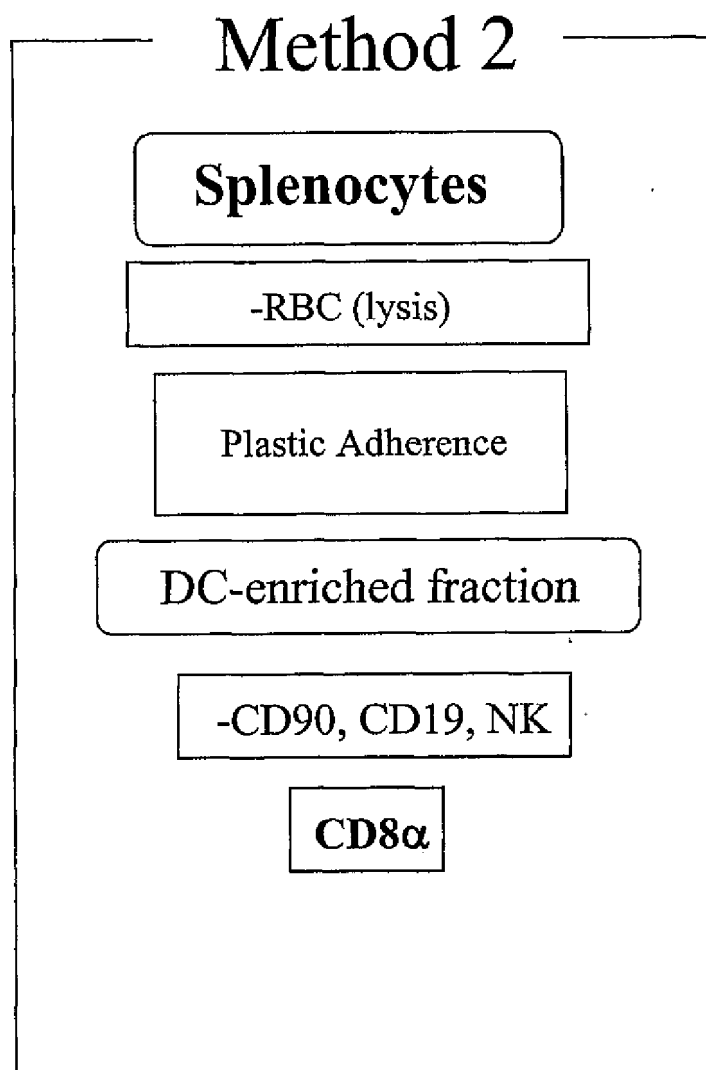 Method 2
Splenocytes
-RBC (lysis)
Plastic Adherence
DC-enriched fraction
-CD90, CD19, NK
CD8α